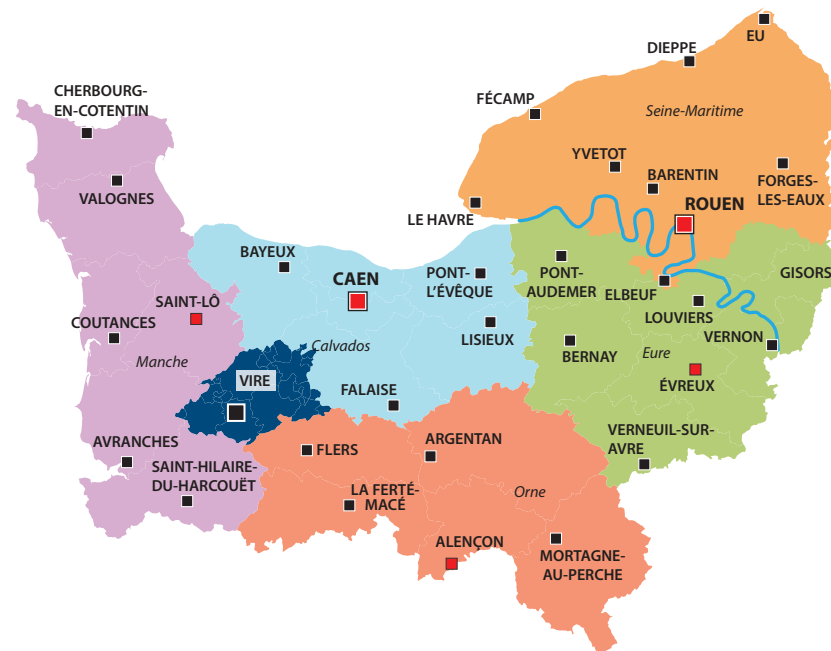 EU
DIEPPE
CHERBOURG-
EN-COTENTIN
FÉCAMP
Seine-Maritime
YVETOT
BARENTIN
FORGES-
LES-EAUX
VALOGNES
ROUEN
LE HAVRE
BAYEUX
CAEN
PONT-
L'ÉVÊQUE
PONT-
AUDEMER
GISORS
ELBEUF
SAINT-LÔ
LOUVIERS
COUTANCES
LISIEUX
VERNON
Calvados
Manche
BERNAY
Eure
VIRE
ÉVREUX
FALAISE
AVRANCHES
ARGENTAN
VERNEUIL-SUR-
AVRE
FLERS
SAINT-HILAIRE-
DU-HARCOUËT
LA FERTÉ-
MACÉ
Orne
ALENÇON
MORTAGNE-
AU-PERCHE